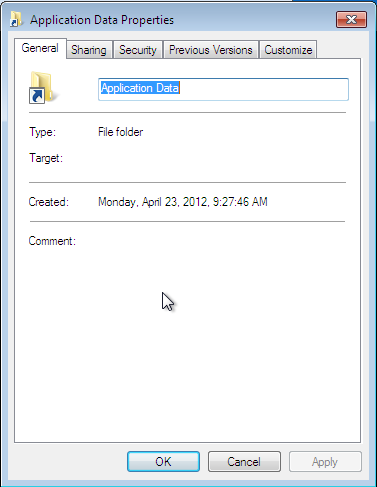 Application Data Properties
General Sharing Security Previous Versions Customize
Application Data
Type: File folder
Target:
Created: Monday, April 23, 2012, 9:27:46 AM
Comment:
OK Cancel Apply